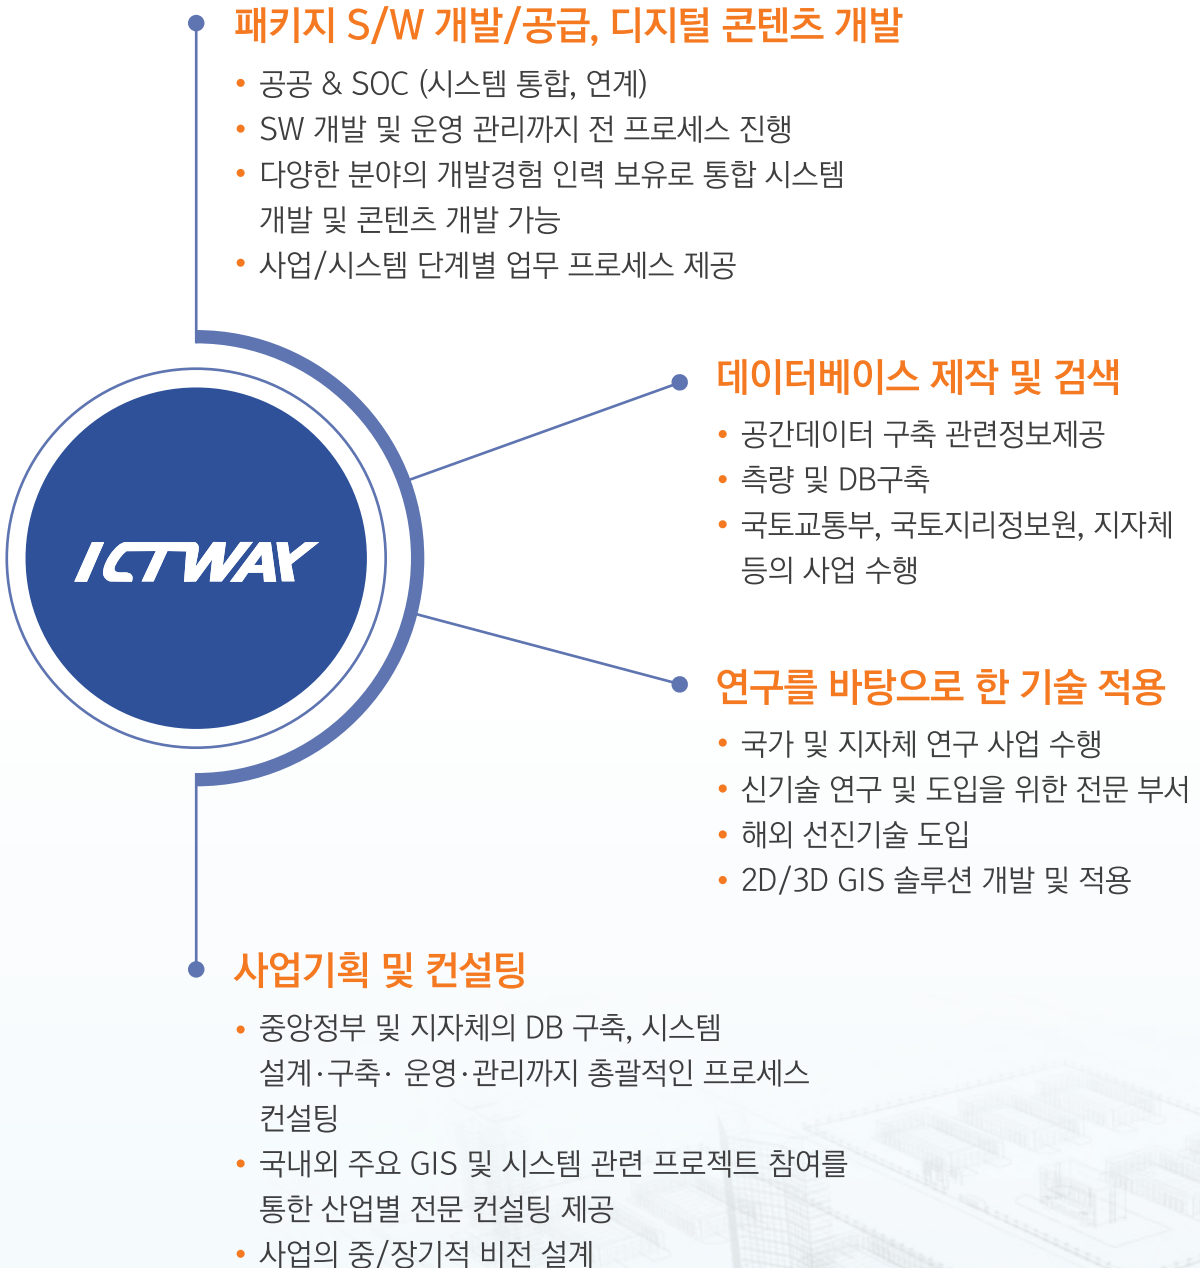 패키지 S/W 개발/공급, 디지털 콘텐츠 개발
• 공공 & SOC (시스템 통합, 연계)
• SW 개발 및 운영 관리까지 전 프로세스 진행
• 다양한 분야의 개발경험 인력 보유로 통합 시스템
개발 및 콘텐츠 개발 가능
• 사업/시스템 단계별 업무 프로세스 제공
ICTWAY
데이터베이스 제작 및 검색
• 공간데이터 구축 관련정보제공
• 측량 및 DB구축
• 국토교통부, 국토지리정보원, 지자체
등의 사업 수행
연구를 바탕으로 한 기술 적용
• 국가 및 지자체 연구 사업 수행
• 신기술 연구 및 도입을 위한 전문 부서
• 해외 선진기술 도입
• 2D/3D GIS 솔루션 개발 및 적용
사업기획 및 컨설팅
• 중앙정부 및 지자체의 DB 구축, 시스템
설계·구축· 운영·관리까지 총괄적인 프로세스
컨설팅
• 국내외 주요 GIS 및 시스템 관련 프로젝트 참여를
통한 산업별 전문 컨설팅 제공
• 사업의 중/장기적 비전 설계